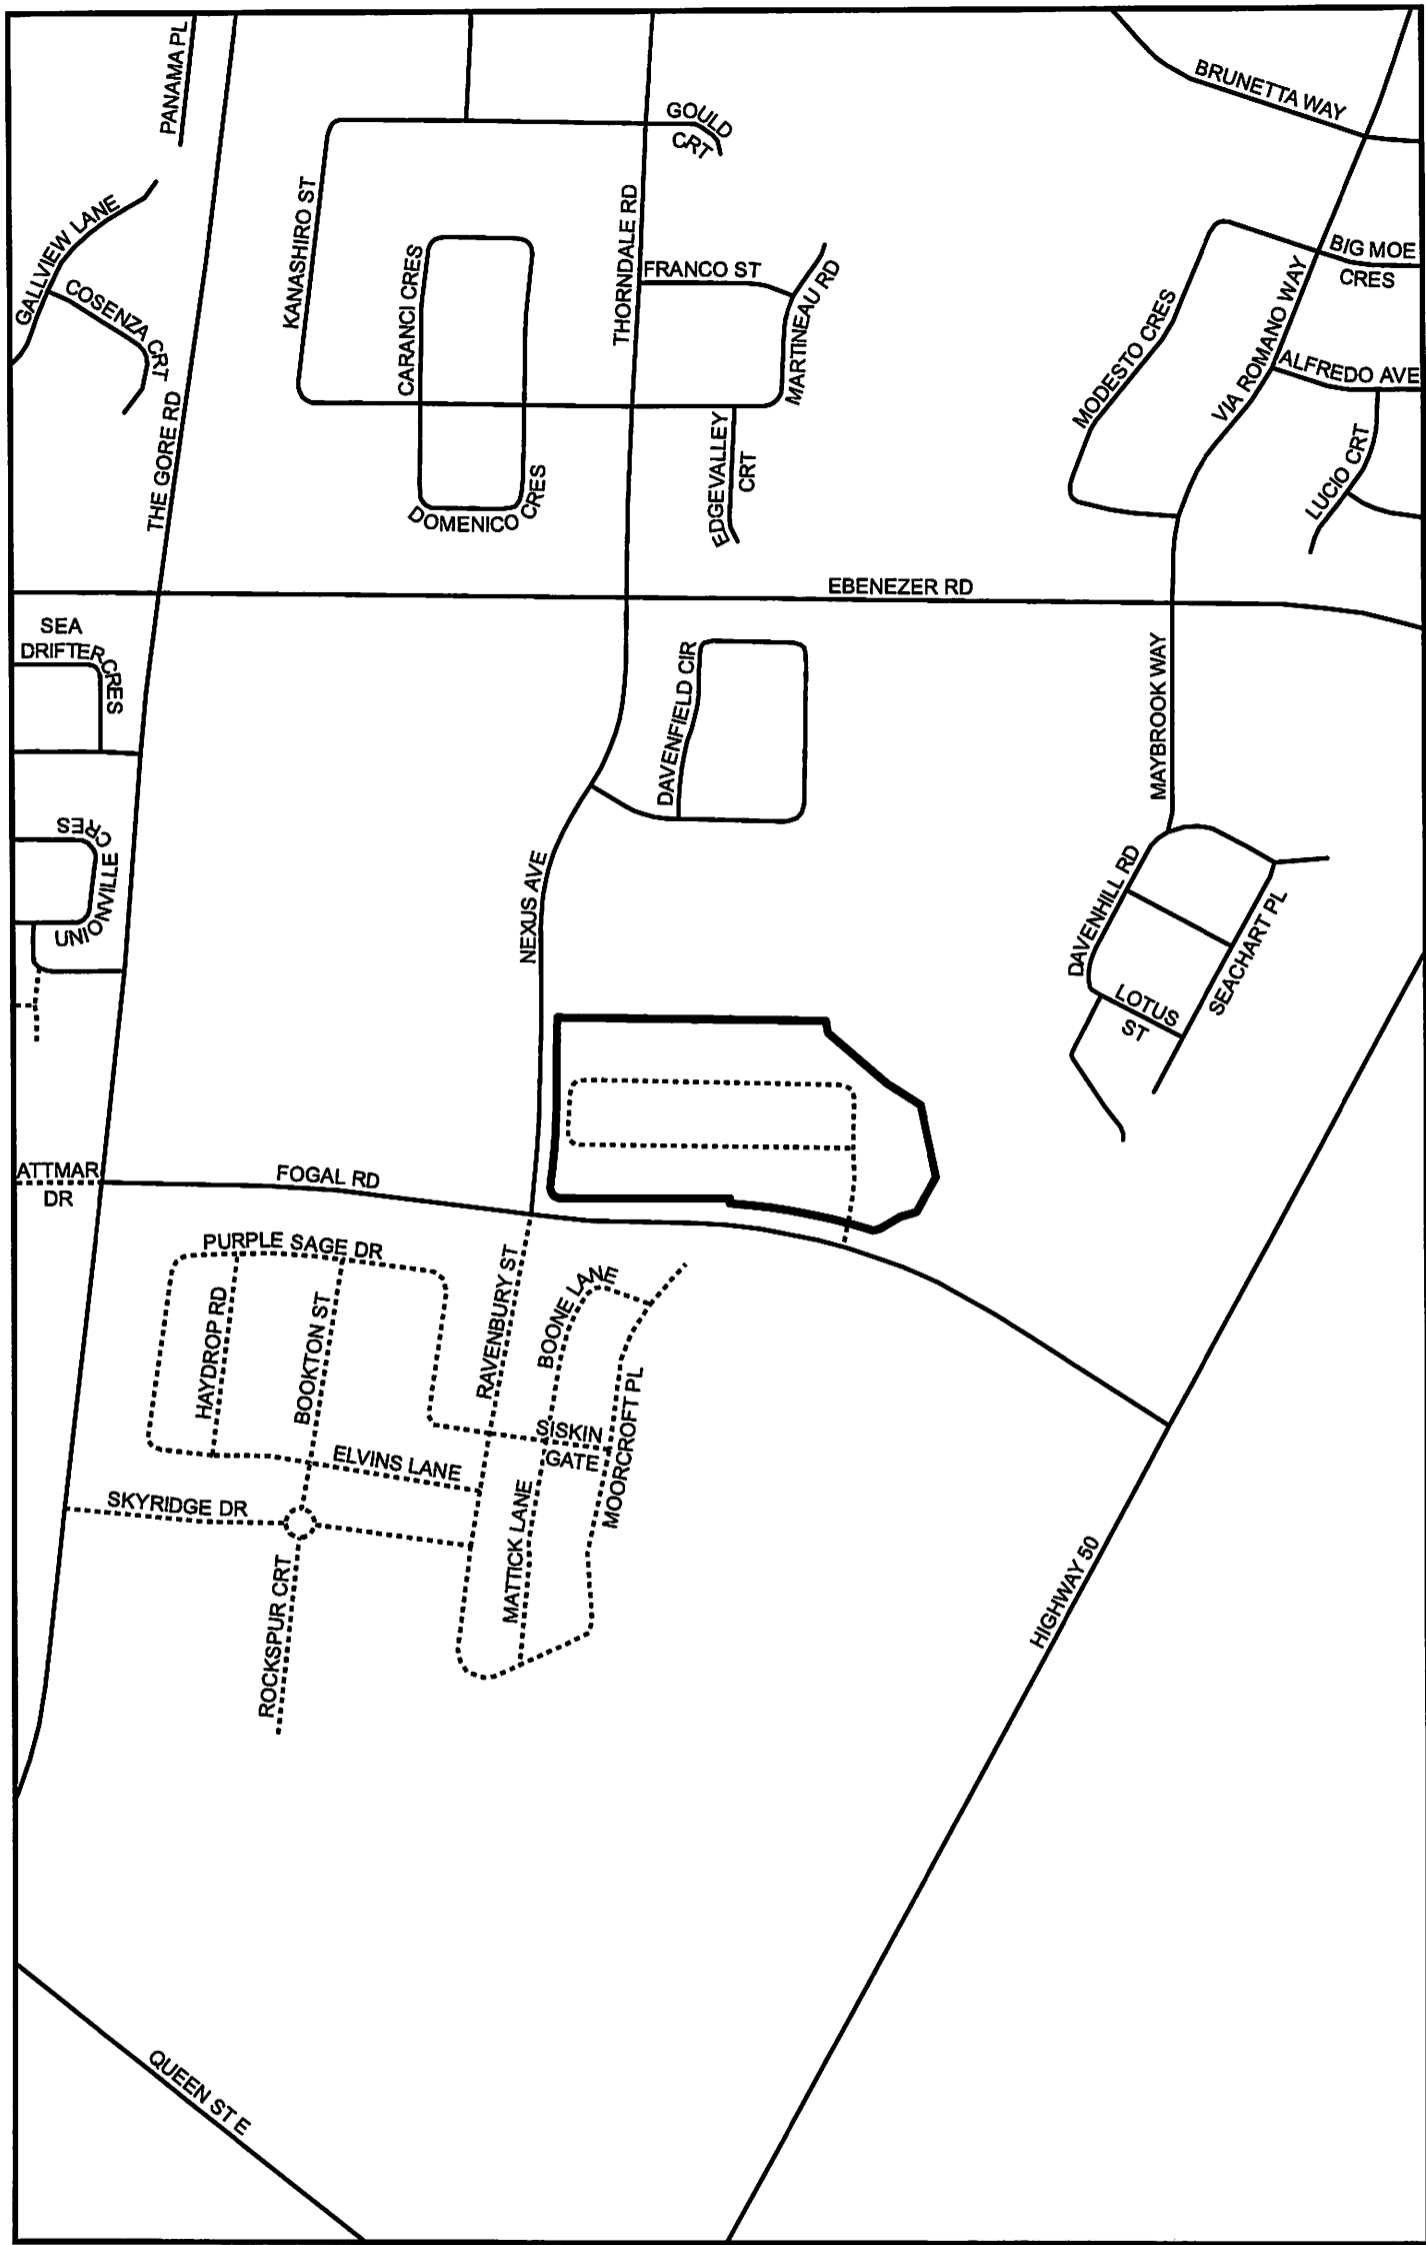 PANAMA PL
BRUNETTA WAY
GOULD
CRT
GALLVIEW LANE
COSENZA CRT
KANASHIRO ST
CARANCI CRES
THORNDALE RD
FRANCO ST
MARTINEAU RD
BIG MOE
CRES
MODESTO CRES
VIA ROMANO WAY
ALFREDO AVE
THE GORE RD
EDGEVALLEY
CRT
DOMENICO CRES
LUCIO CRT
EBENEZER RD
SEA
DRIFTER CRES
DAVENFIELD CIR
MAYBROOK WAY
UNIONVILLE CRES
NEXUS AVE
DAVENHILL RD
SEACHART PL
LOTUS
ST
ATTMAR
DR
FOGAL RD
PURPLE SAGE DR
HAYDROP RD
BOOKTON ST
RAVENBURY ST
BOONE LANE
SISKIN
GATE
MOORCROFT PL
ELVINS LANE
SKYRIDGE DR
MATTICK LANE
ROCKSPUR CRT
HIGHWAY 50
QUEEN ST E